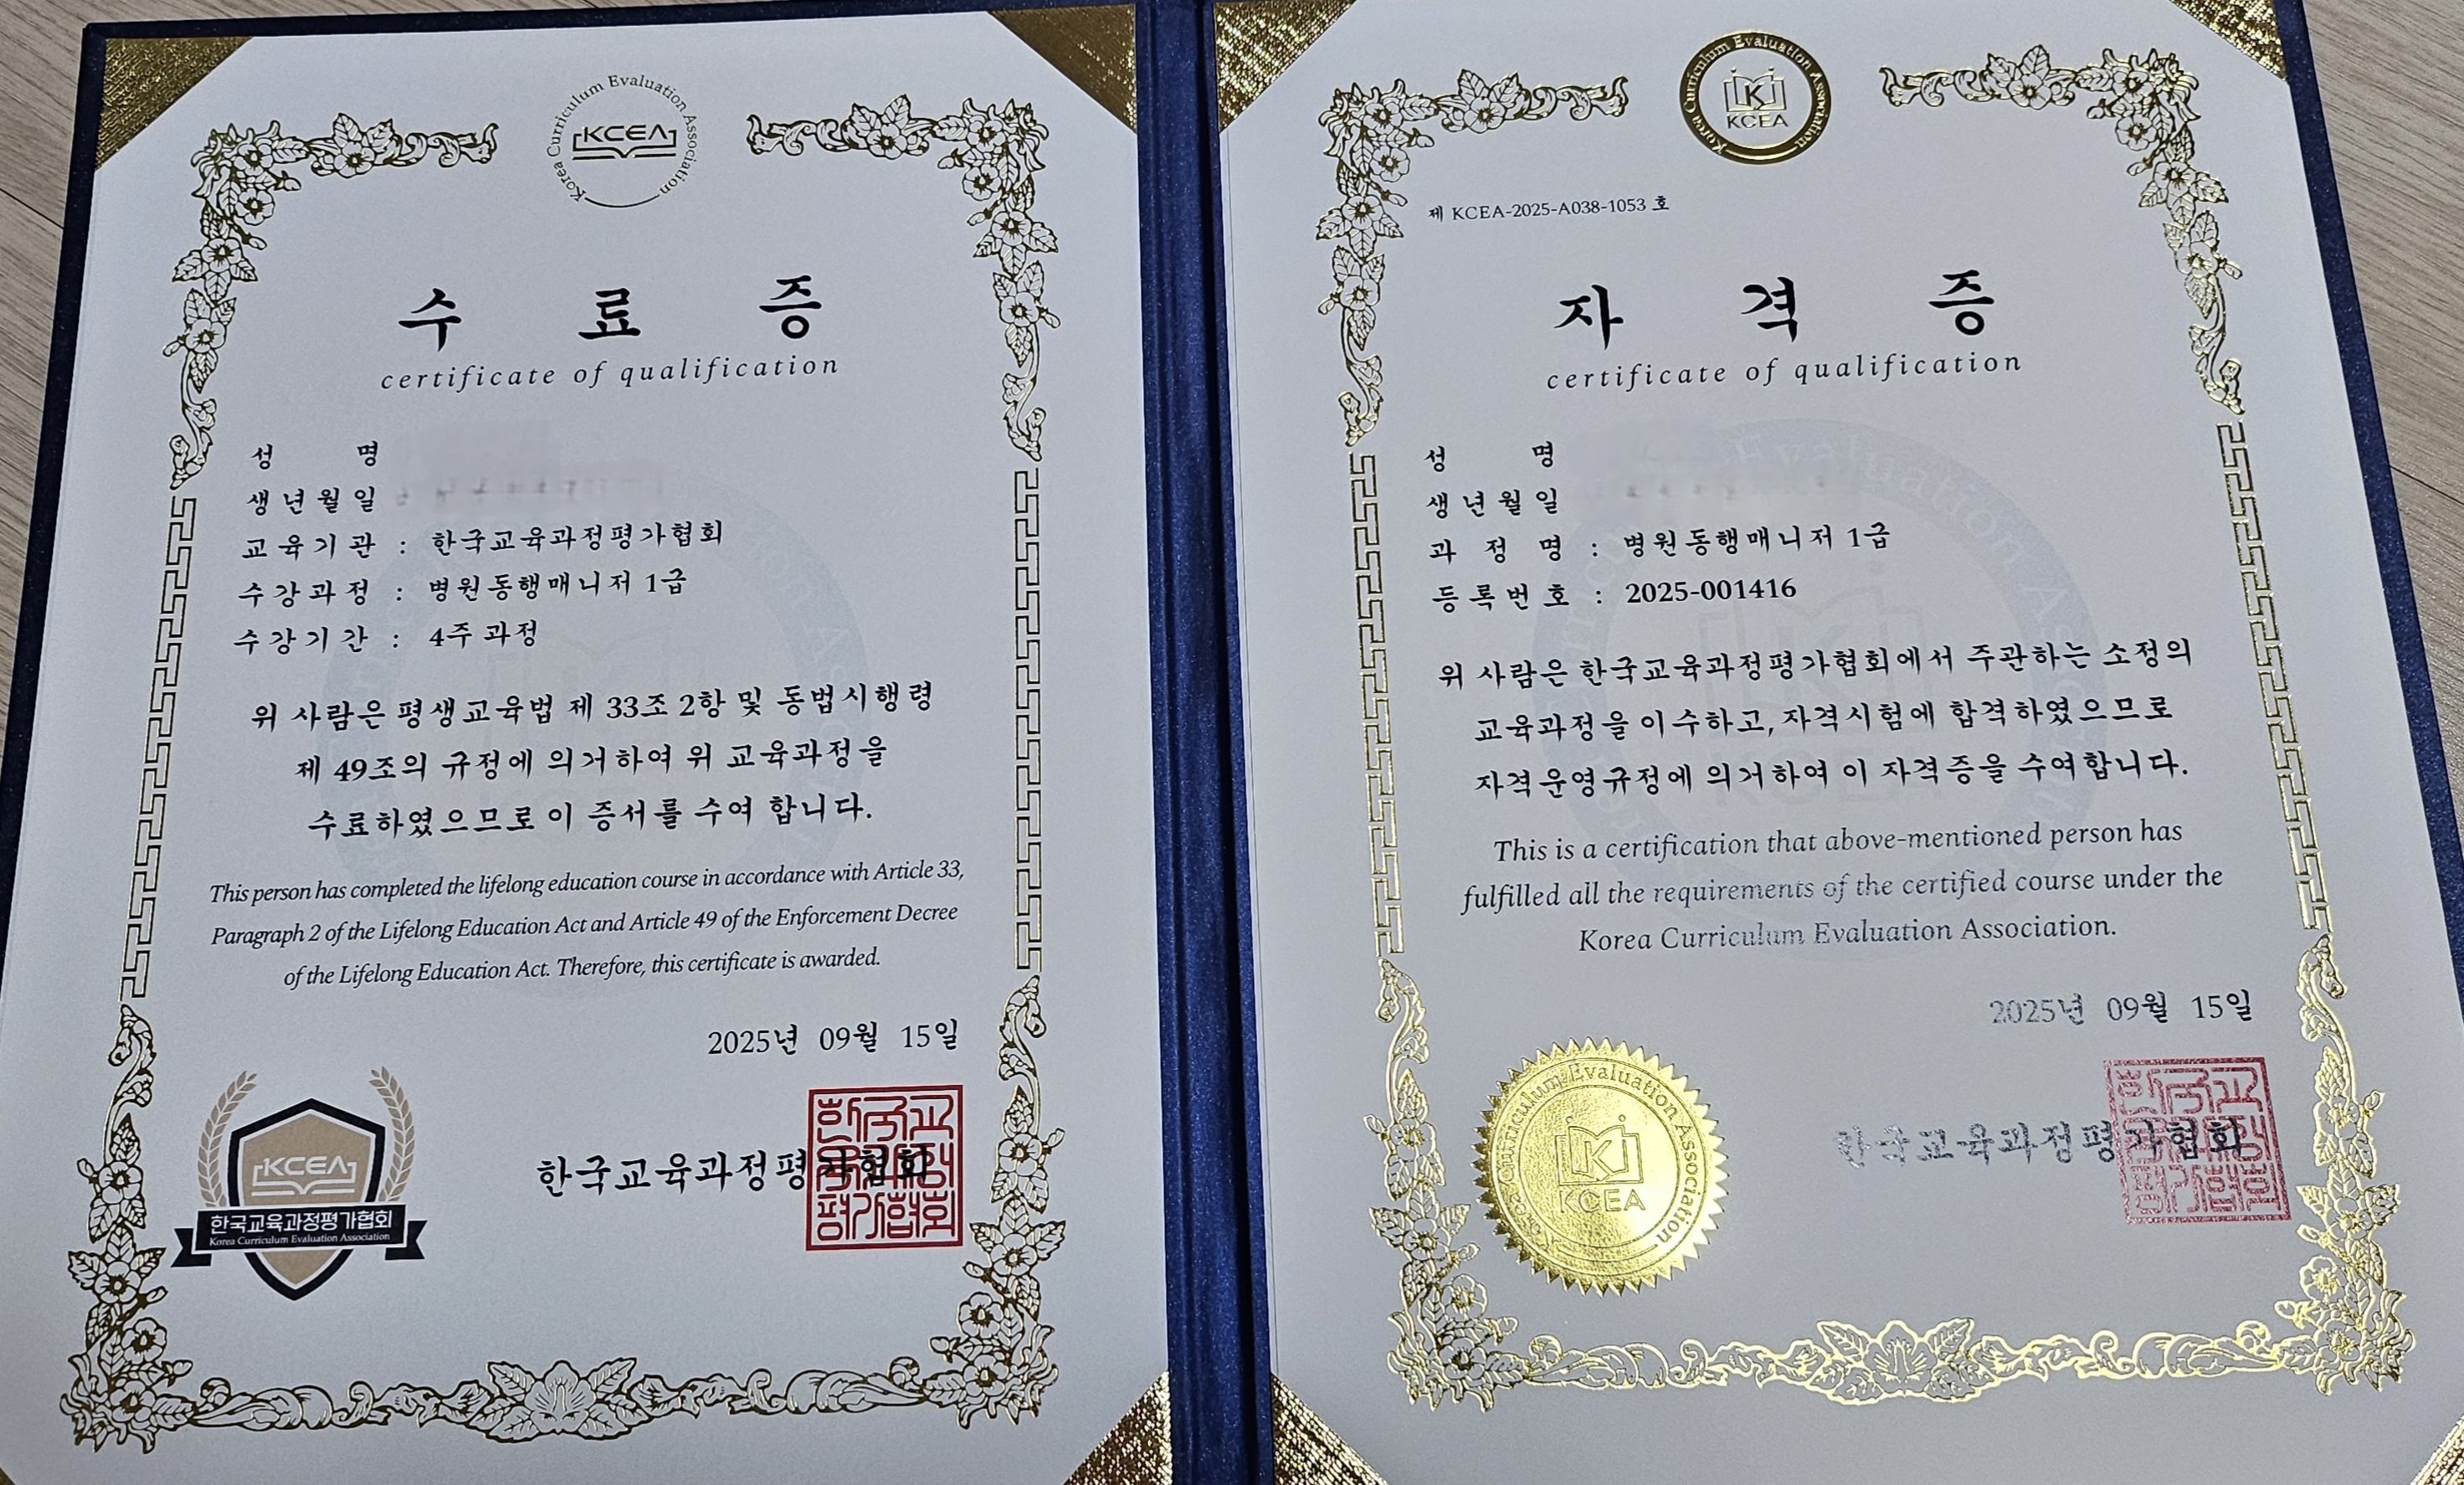 Korea Curriculum Evaluation Association
KCEA
수 료 증
certificate of qualification
성 명
생년월일
교육기관 : 한국교육과정평가협회
수강과정 : 병원동행매니저 1급
수강기간 : 4주 과정
위 사람은 평생교육법 제 33조 2항 및 동법시행령
제 49조의 규정에 의거하여 위 교육과정을
수료하였으므로 이 증서를 수여 합니다.
This person has completed the lifelong education course in accordance with Article 33,
Paragraph 2 of the Lifelong Education Act and Article 49 of the Enforcement Decree
of the Lifelong Education Act. Therefore, this certificate is awarded.
2025년 09월 15일
KCEA
한국교육과정평가협회
Korea Curriculum Evaluation Association
한국교육과정평가협회
Korea Curriculum Evaluation Association
K
KCEA
제 KCEA-2025-A038-1053 호
자 격 증
certificate of qualification
성 명
생년월일
과 정 명 : 병원동행매니저 1급
등록번호 : 2025-001416
위 사람은 한국교육과정평가협회에서 주관하는 소정의
교육과정을 이수하고, 자격시험에 합격하였으므로
자격운영규정에 의거하여 이 자격증을 수여합니다.
This is a certification that above-mentioned person has
fulfilled all the requirements of the certified course under the
Korea Curriculum Evaluation Association.
2025년 09월 15일
Korea Curriculum Evaluation Association
K
KCEA
한국교육과정평가협회